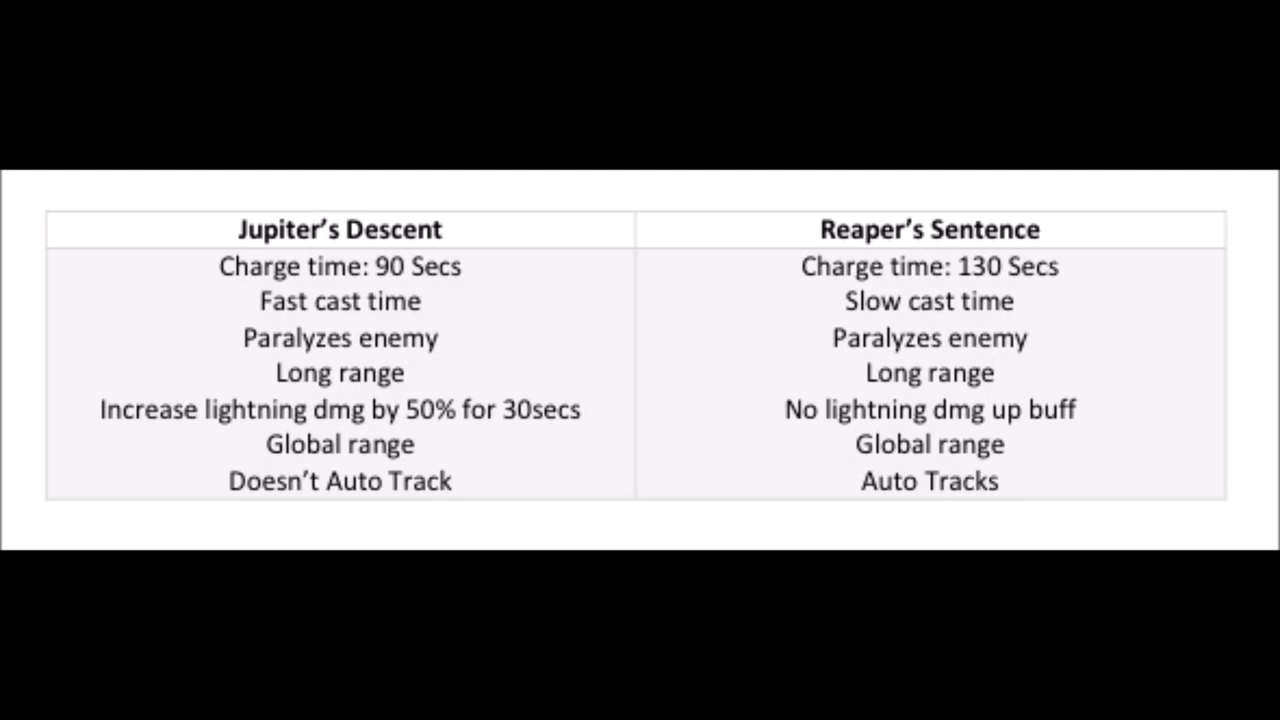 Jupiter’s Descent
Reaper’s Sentence
Charge time: 90 Secs
Charge time: 130 Secs
Fast cast time
Slow cast time
Paralyzes enemy
Paralyzes enemy
Long range
Long range
Increase lightning dmg by 50% for 30secs
No lightning dmg up buff
Global range
Global range
Doesn’t Auto Track
Auto Tracks